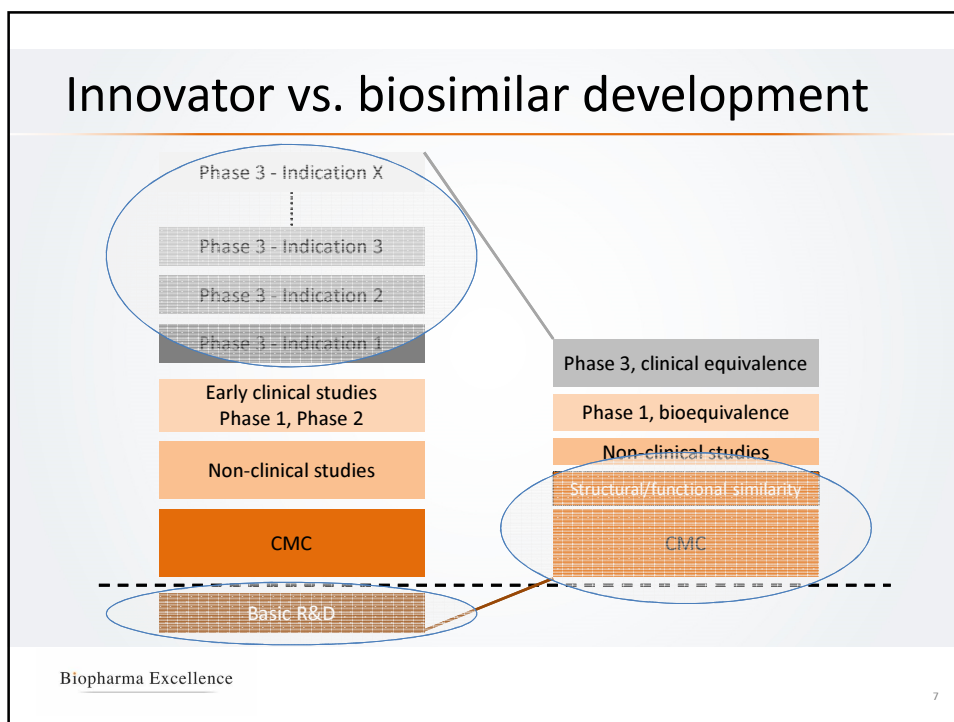 Innovator vs. biosimilar development
Phase 3 - Indication X
Phase 3 - Indication 3
Phase 3 - Indication 2
Phase 3 - Indication 1
Early clinical studies
Phase 1, Phase 2
Non-clinical studies
CMC
Basic R&D
Phase 3, clinical equivalence
Phase 1, bioequivalence
Non-clinical studies
Structural/functional similarity
CMC
Biopharma Excellence
7